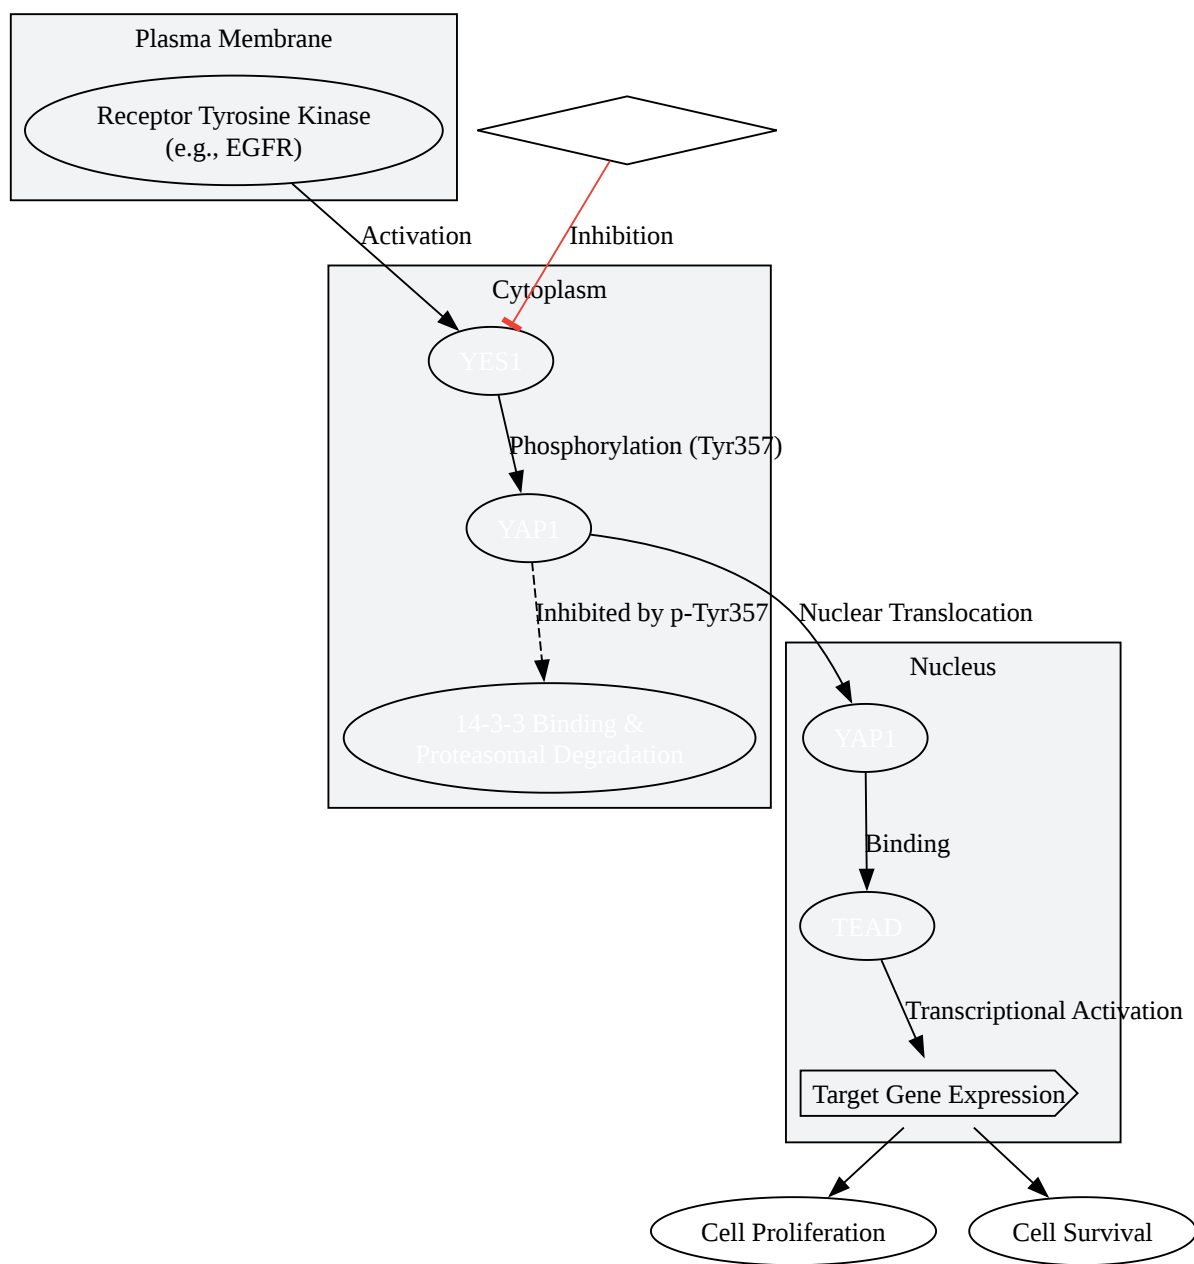 Plasma Membrane
Receptor Tyrosine Kinase
(e.g., EGFR)
Activation
Inhibition
Cytoplasm
YES1
Phosphorylation (Tyr357)
YAP1
Inhibited by p-Tyr357
Nuclear Translocation
Nucleus
14-3-3 Binding &
Proteasomal Degradation
YAP1
Binding
TEAD
Transcriptional Activation
Target Gene Expression
Cell Proliferation
Cell Survival